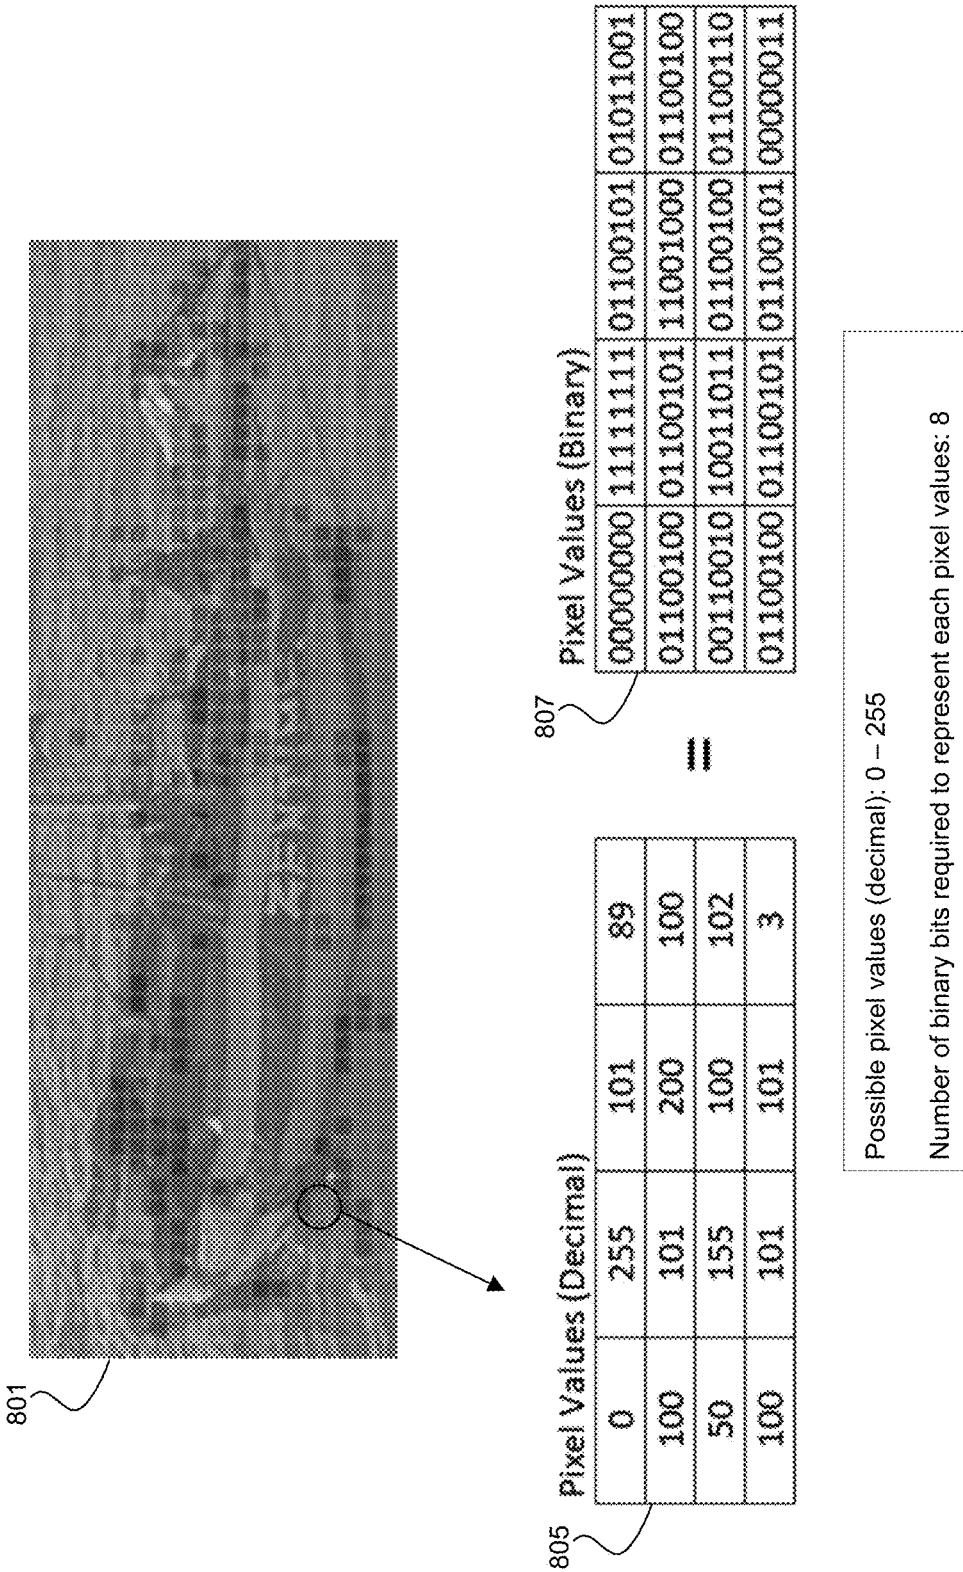 801
Pixel Values (Decimal)
805
0 255 101 89
100 101 200 100
50 155 100 102
100 101 101 3
=
Pixel Values (Binary)
807
00000000 11111111 01100101 01011001
01100100 01100101 11001000 01100100
00110010 10011011 01100100 01100110
01100100 01100101 01100101 00000011
Possible pixel values (decimal): 0 – 255
Number of binary bits required to represent each pixel values: 8